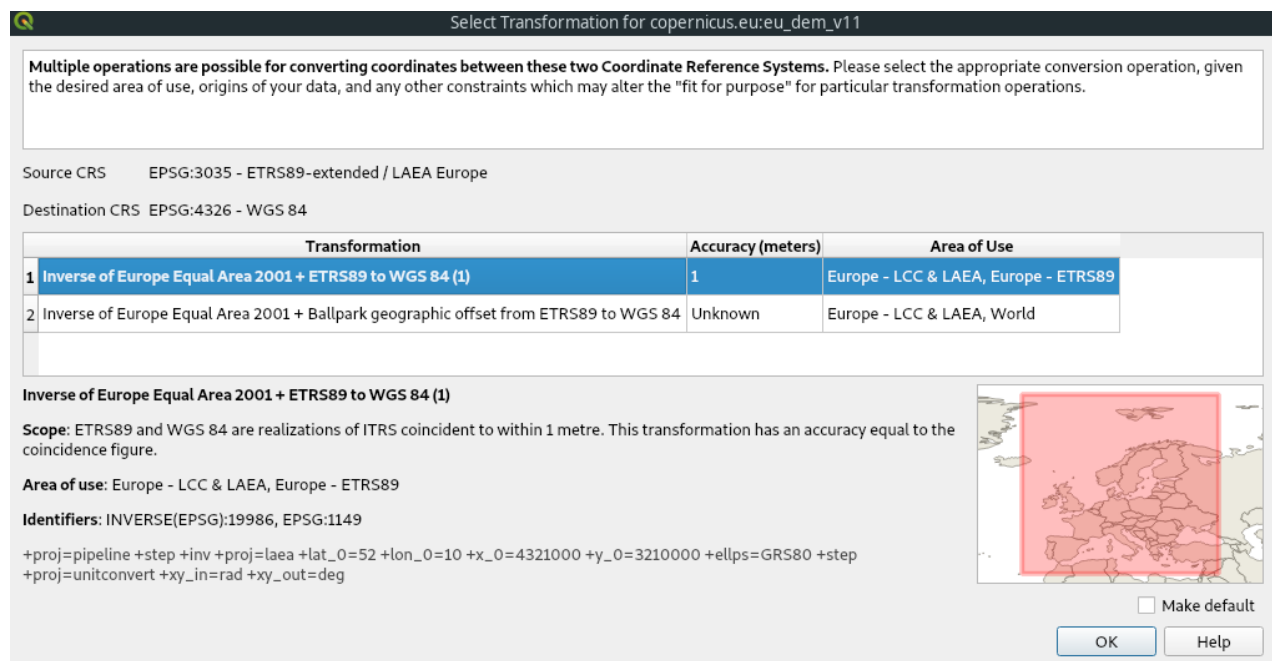 Select Transformation for copernicus.eu:eu_dem_v11
Multiple operations are possible for converting coordinates between these two Coordinate Reference Systems. Please select the appropriate conversion operation, given
the desired area of use, origins of your data, and any other constraints which may alter the "fit for purpose" for particular transformation operations.
Source CRS EPSG:3035 - ETRS89-extended / LAEA Europe
Destination CRS EPSG:4326 - WGS 84
Transformation Accuracy (meters) Area of Use
1 Inverse of Europe Equal Area 2001 + ETRS89 to WGS 84 (1) 1 Europe - LCC & LAEA, Europe - ETRS89
2 Inverse of Europe Equal Area 2001 + Ballpark geographic offset from ETRS89 to WGS 84 Unknown Europe - LCC & LAEA, World
Inverse of Europe Equal Area 2001 + ETRS89 to WGS 84 (1)
Scope: ETRS89 and WGS 84 are realizations of ITRS coincident to within 1 metre. This transformation has an accuracy equal to the
coincidence figure.
Area of use: Europe - LCC & LAEA, Europe - ETRS89
Identifiers: INVERSE(EPSG):19986, EPSG:1149
+proj=pipeline +step +inv +proj=laea +lat_0=52 +lon_0=10 +x_0=4321000 +y_0=3210000 +ellps=GRS80 +step
+proj=unitconvert +xy_in=rad +xy_out=deg
Make default
OK Help